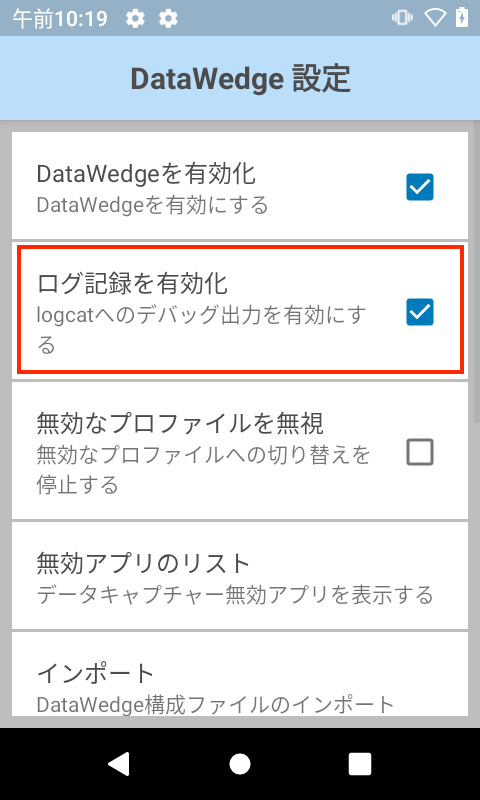 午前10:19
DataWedge 設定
DataWedgeを有効化
DataWedgeを有効にする
ログ記録を有効化
logcatへのデバッグ出力を有効にす
る
無効なプロファイルを無視
無効なプロファイルへの切り替えを
停止する
無効アプリのリスト
データキャプチャー無効アプリを表示する
インポート
DataWedge構成ファイルのインポート